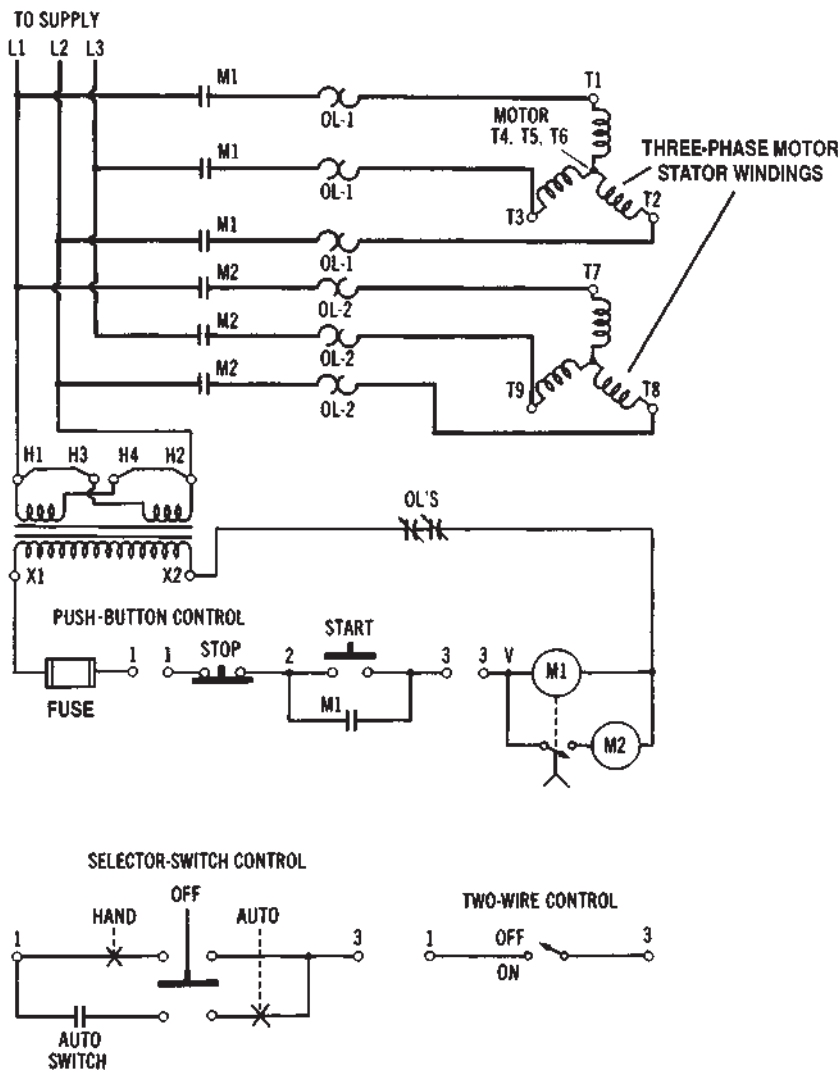 TO SUPPLY
L1 L2 L3
M1
OL-1
T1
MOTOR
T4, T5, T6
M1
OL-1
T3
T2
THREE-PHASE MOTOR
STATOR WINDINGS
M1
OL-1
M2
OL-2
T7
M2
OL-2
T9
T8
M2
OL-2
H1 H3 H4 H2
OL'S
X1 X2
PUSH-BUTTON CONTROL
1 1 STOP 2 START 3 3 V M1
FUSE
M1
M2
SELECTOR-SWITCH CONTROL
OFF
HAND AUTO
1 3
AUTO
SWITCH
TWO-WIRE CONTROL
1 OFF 3
ON